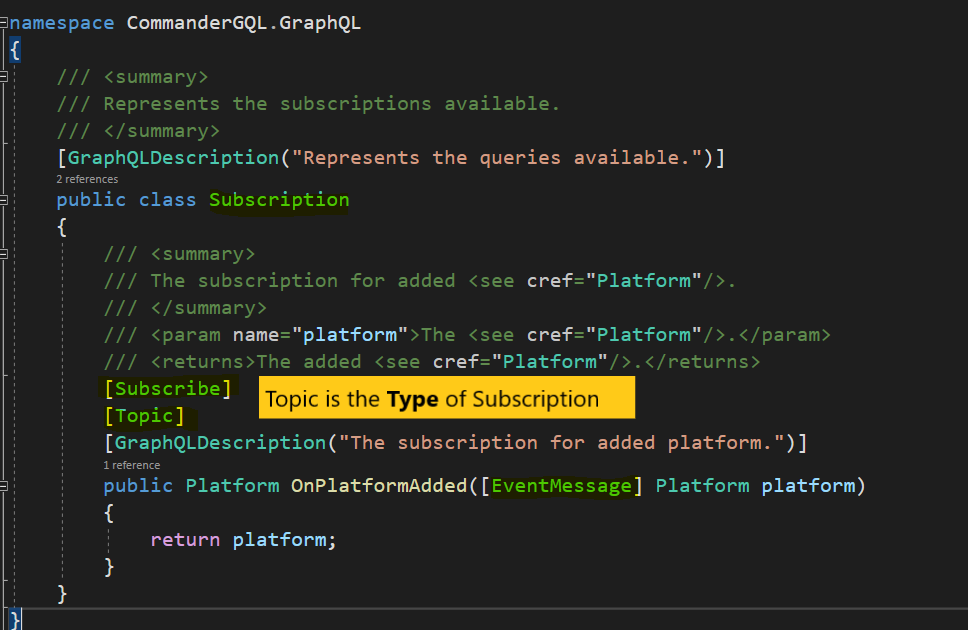 namespace CommanderGQL.GraphQL
{
/// <summary>
/// Represents the subscriptions available.
/// </summary>
[GraphQLDescription("Represents the queries available.")]
2 references
public class Subscription
{
/// <summary>
/// The subscription for added <see cref="Platform"/>.
/// </summary>
/// <param name="platform">The <see cref="Platform"/>.</param>
/// <returns>The added <see cref="Platform"/>.</returns>
[Subscribe]
Topic is the Type of Subscription
[Topic]
[GraphQLDescription("The subscription for added platform.")]
1 reference
public Platform OnPlatformAdded([EventMessage] Platform platform)
{
return platform;
}
}
}